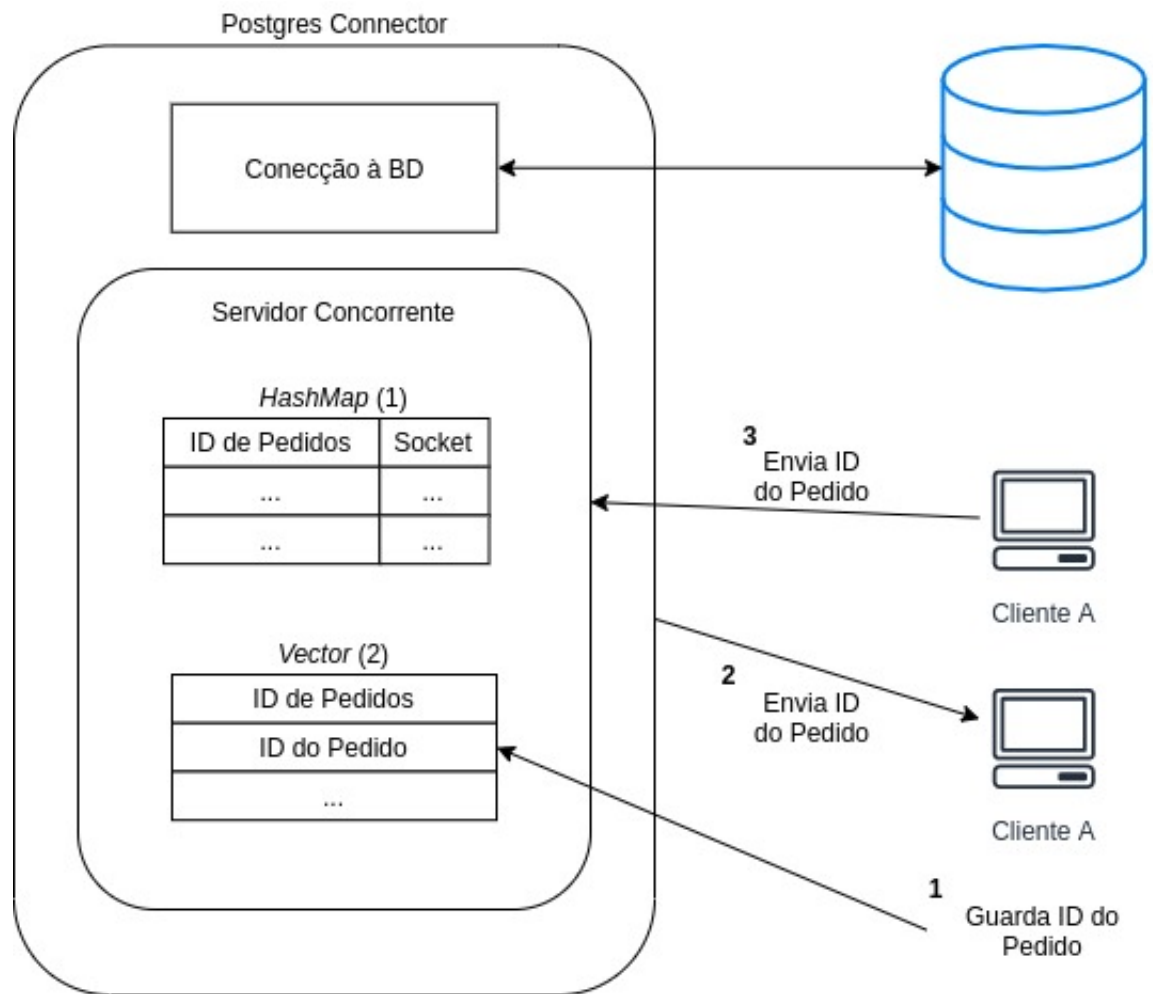 Postgres Connector
Conecção à BD
Servidor Concorrente
HashMap (1)
ID de Pedidos Socket
... ...
... ...
3
Envia ID
do Pedido
Cliente A
Vector (2)
ID de Pedidos
ID do Pedido
...
2
Envia ID
do Pedido
Cliente A
1
Guarda ID do
Pedido